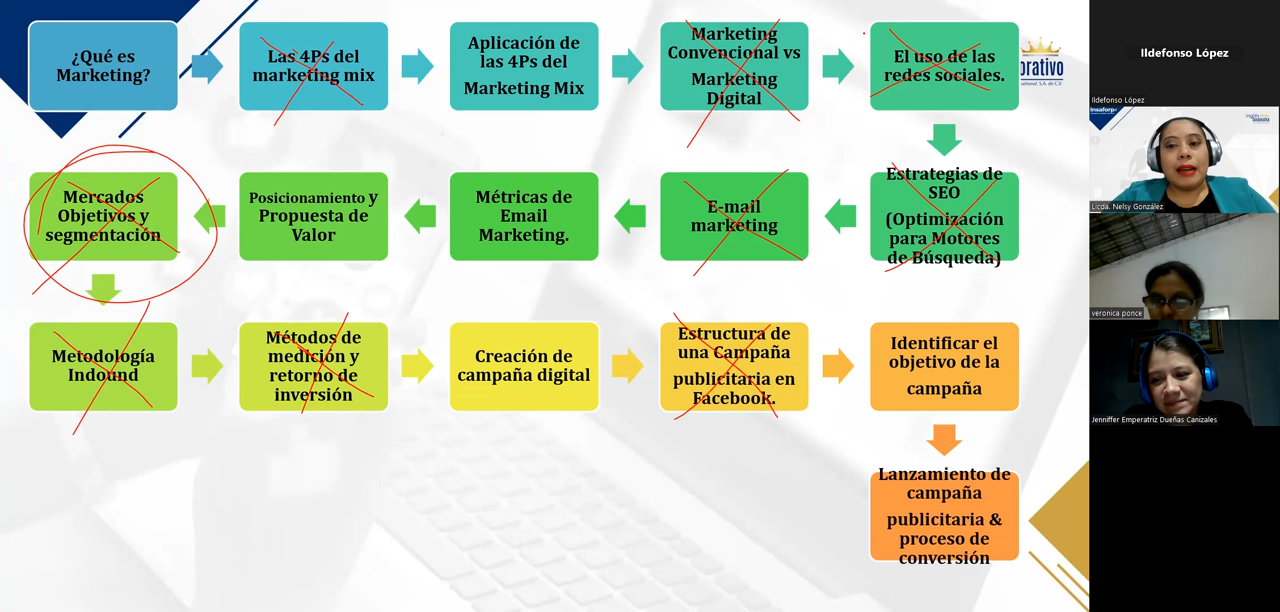 ¿Qué es
Marketing?
Las 4Ps del
marketing mix
Aplicación de
las 4Ps del
Marketing Mix
Marketing
Convencional vs
Marketing
Digital
El uso de las
redes sociales.
Mercados
Objetivos y
segmentación
Posicionamiento y
Propuesta de
Valor
Métricas de
Email
Marketing.
E-mail
marketing
Estrategias de
SEO
(Optimización
para Motores
de Búsqueda)
Metodología
Indound
Métodos de
medición y
retorno de
inversión
Creación de
campaña digital
Estructura de
una Campaña
publicitaria en
Facebook.
Identificar el
objetivo de la
campaña
Lanzamiento de
campaña
publicitaria &
proceso de
conversión
Ildefonso López
Ildefonso López
Insaforp
Licda. Nelsy González
veronica ponce
Jenniffer Emperatriz Dueñas Canizales